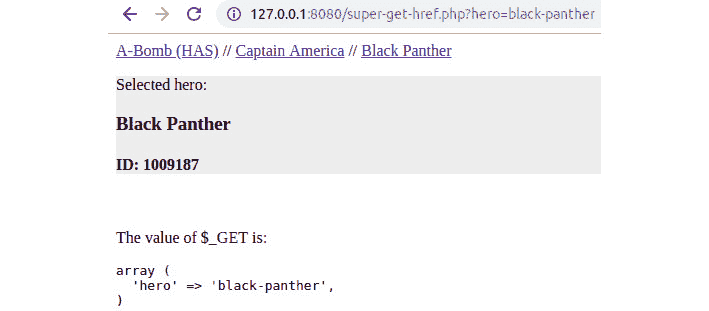 127.0.0.1:8080/super-get-href.php?hero=black-panther
A-Bomb (HAS) // Captain America // Black Panther
Selected hero:
Black Panther
ID: 1009187
The value of $_GET is:
array (
  'hero' => 'black-panther',
)